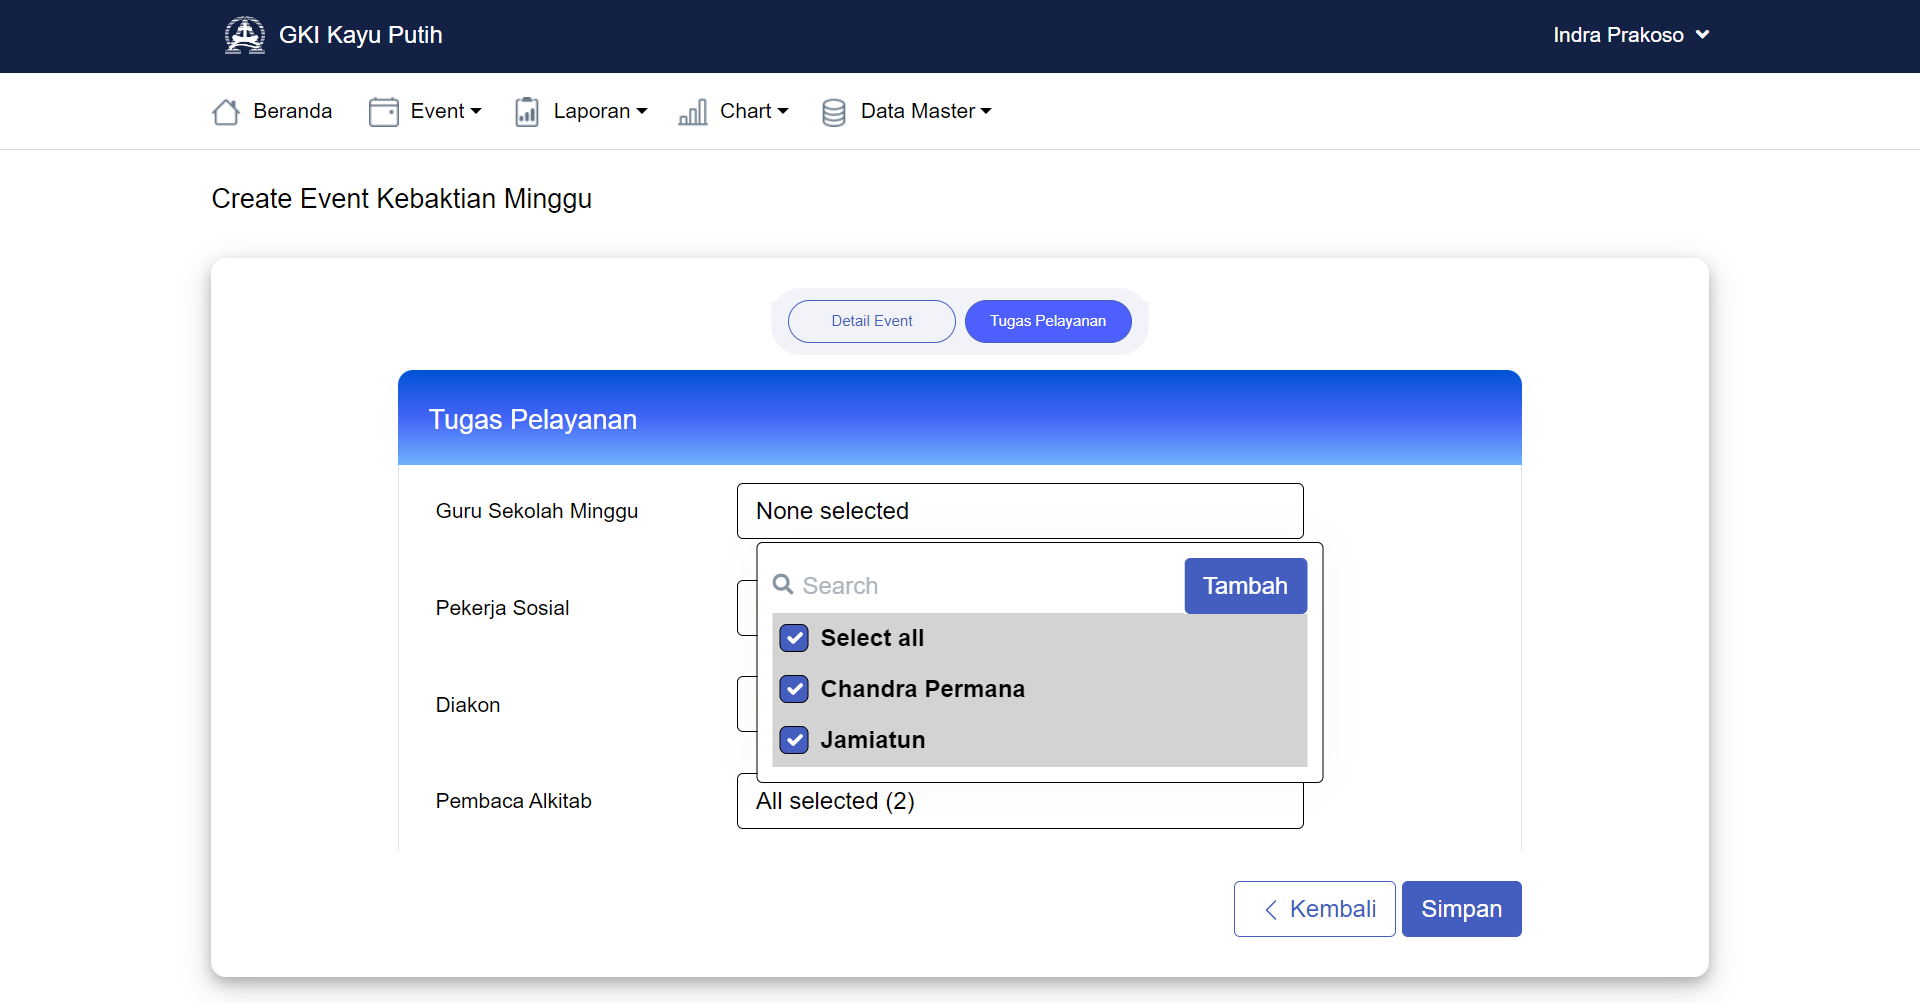 GKI Kayu Putih
Indra Prakoso
Beranda
Event
Laporan
Chart
Data Master
Create Event Kebaktian Minggu
Detail Event
Tugas Pelayanan
Tugas Pelayanan
Guru Sekolah Minggu
None selected
Search
Tambah
Pekerja Sosial
Select all
Chandra Permana
Diakon
Jamiatun
Pembaca Alkitab
All selected (2)
Kembali
Simpan